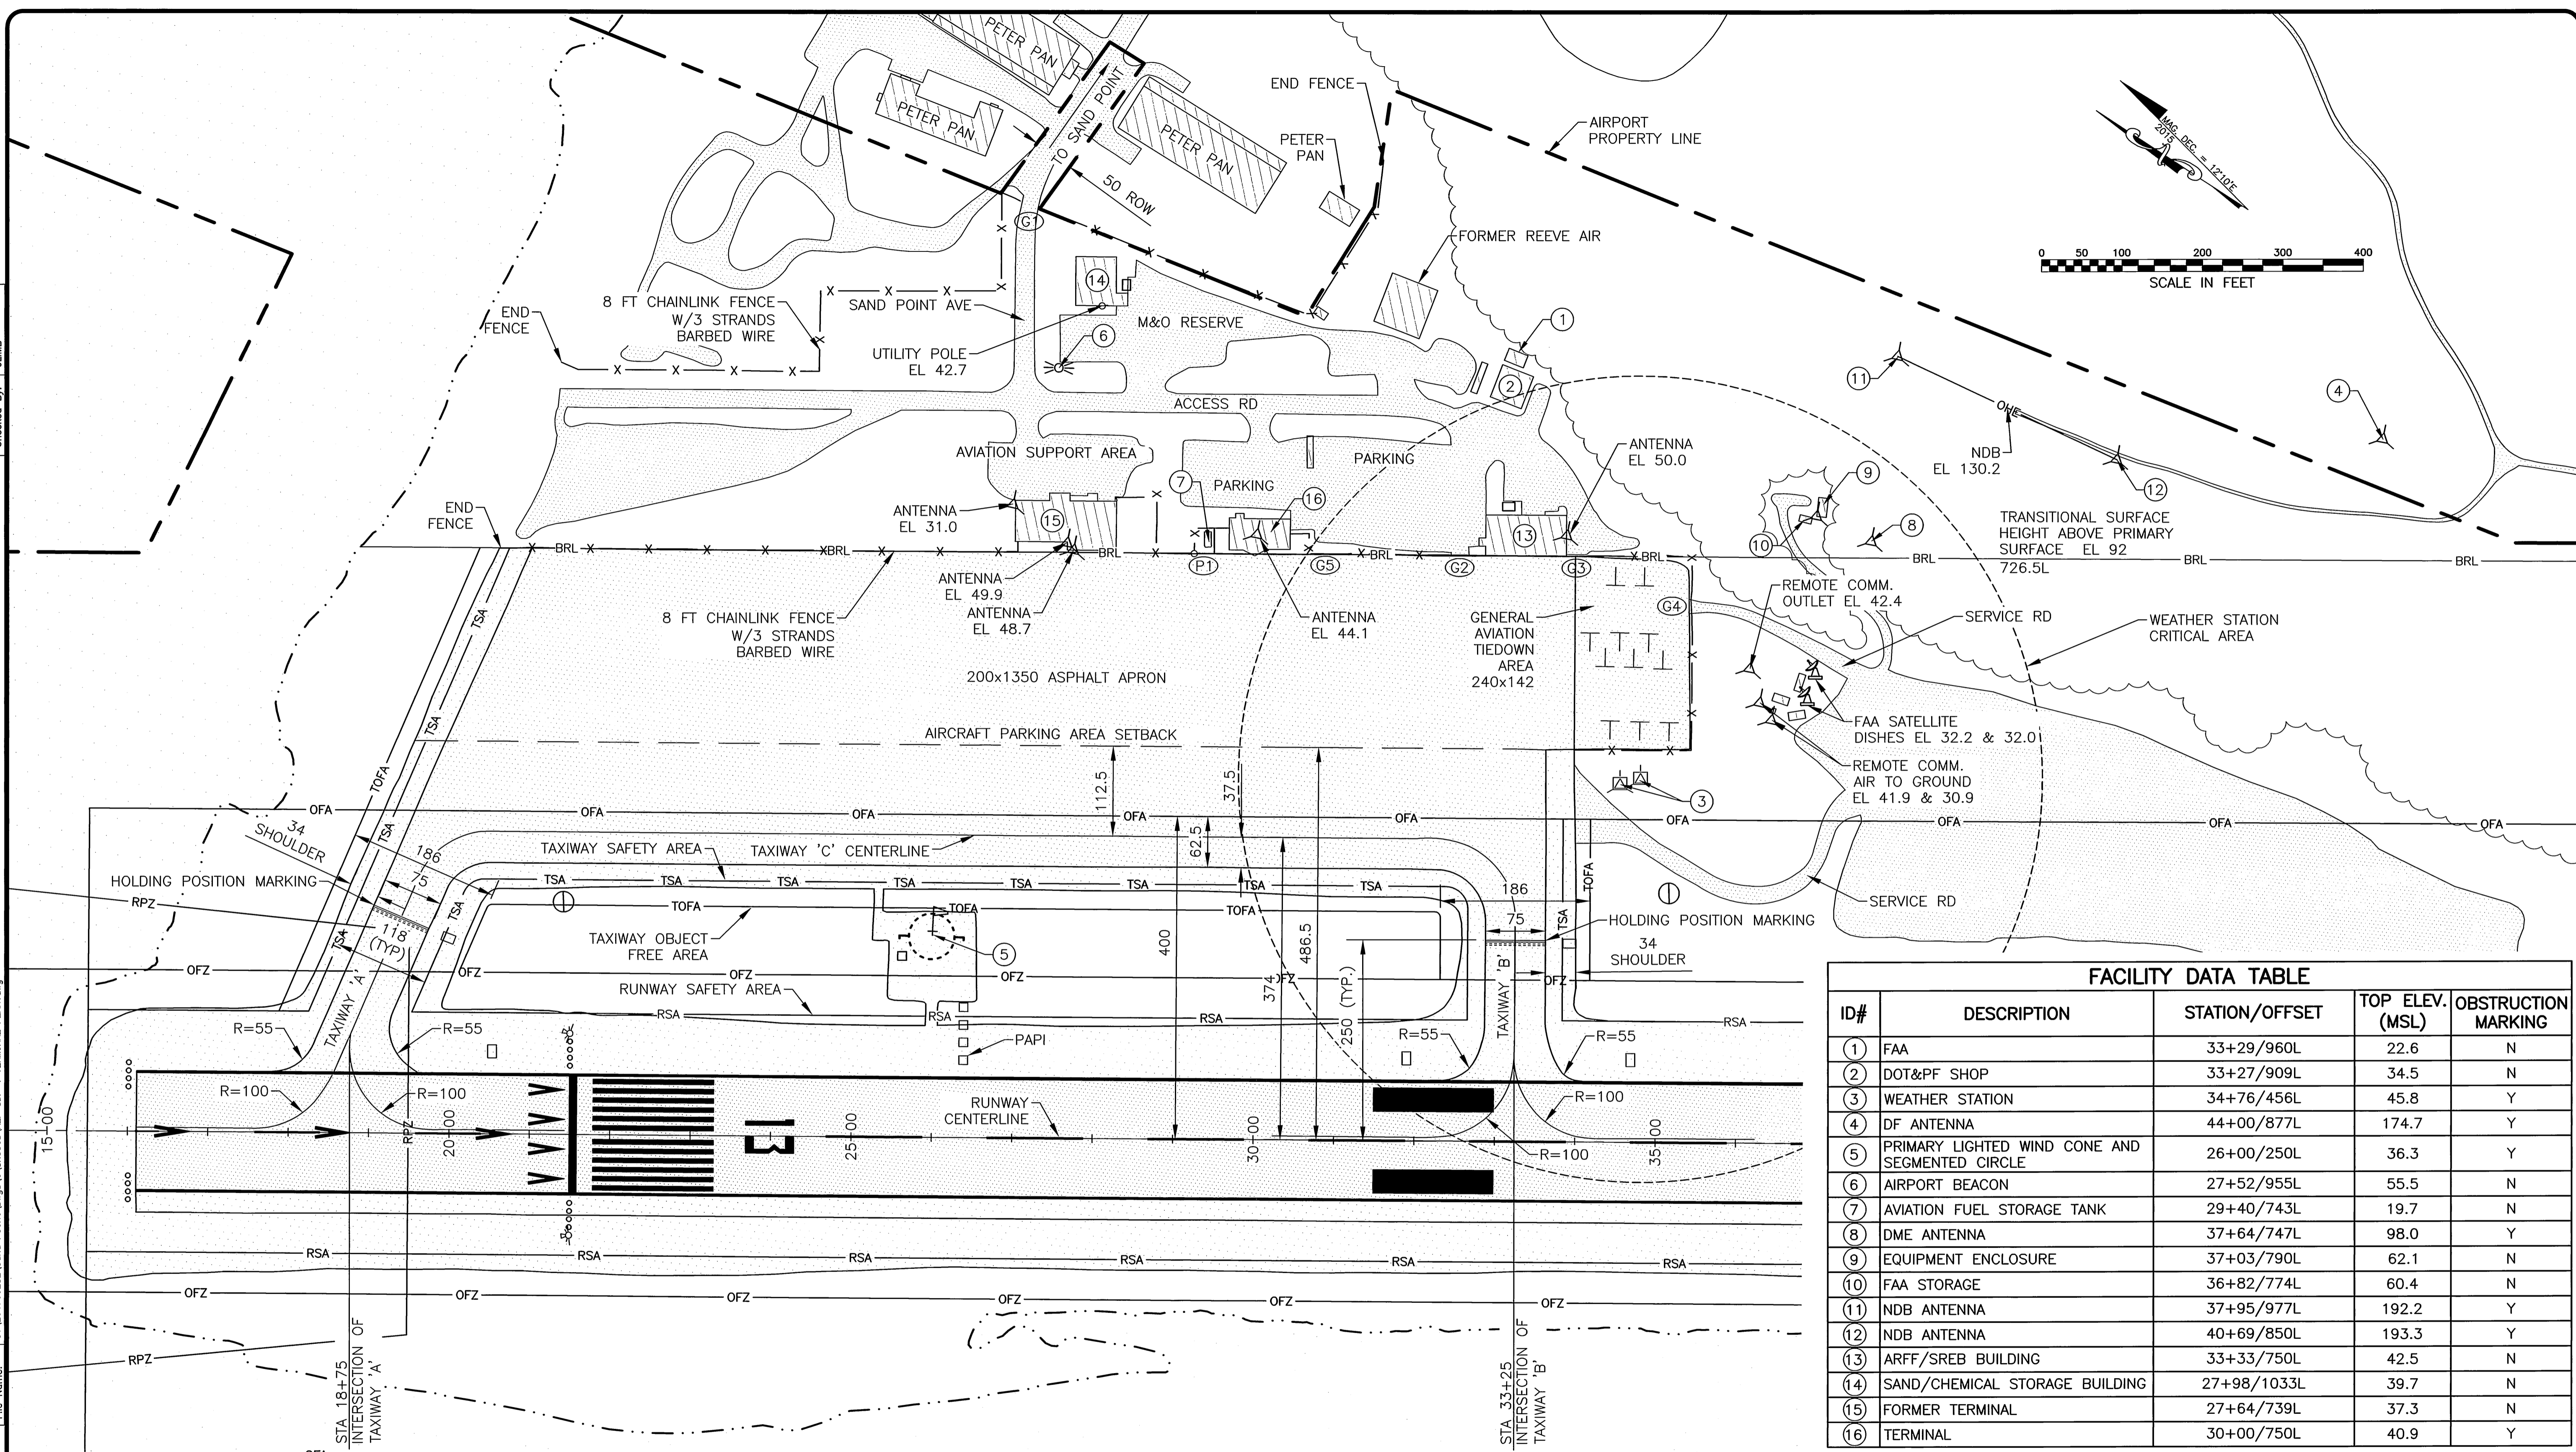 PETER PAN
PETER PAN
TO SAND POINT
PETER PAN
END FENCE
PETER
PAN
AIRPORT
PROPERTY LINE
MAG. DEC. = 12°10'E
2015
50 ROW
G1
FORMER REEVE AIR
0 50 100 200 300 400
SCALE IN FEET
14
8 FT CHAINLINK FENCE
W/3 STRANDS
BARBED WIRE
X X X
SAND POINT AVE
M&O RESERVE
END
FENCE
UTILITY POLE
EL 42.7
6
1
2
11
4
X X X X
ACCESS RD
OHE
NDB
EL 130.2
12
AVIATION SUPPORT AREA
PARKING
PARKING
ANTENNA
EL 50.0
7
16
9
8
10
ANTENNA
EL 31.0
15
13
END
FENCE
TRANSITIONAL SURFACE
HEIGHT ABOVE PRIMARY
SURFACE EL 92
726.5L
BRL BRL BRL BRL BRL BRL BRL BRL BRL
P1 G5 G2 G3
G4
ANTENNA
EL 49.9
ANTENNA
EL 48.7
8 FT CHAINLINK FENCE
W/3 STRANDS
BARBED WIRE
ANTENNA
EL 44.1
GENERAL
AVIATION
TIEDOWN
AREA
240x142
REMOTE COMM.
OUTLET EL 42.4
SERVICE RD
WEATHER STATION
CRITICAL AREA
200x1350 ASPHALT APRON
TSA
TSA
TSA
TSA
TOFA
AIRCRAFT PARKING AREA SETBACK
FAA SATELLITE
DISHES EL 32.2 & 32.0
REMOTE COMM.
AIR TO GROUND
EL 41.9 & 30.9
3
112.5
37.5
62.5
OFA OFA OFA OFA OFA OFA OFA OFA OFA
34
SHOULDER
186
75
TAXIWAY SAFETY AREA
TAXIWAY 'C' CENTERLINE
HOLDING POSITION MARKING
RPZ
TSA TSA TSA TSA TSA TSA TSA TSA
TSA
118
(TYP)
TOFA TOFA TOFA
TAXIWAY OBJECT
FREE AREA
5
400
374
486.5
250 (TYP.)
186
75
TOFA
TSA
HOLDING POSITION MARKING
34
SHOULDER
SERVICE RD
OFZ OFZ OFZ OFZ OFZ OFZ
RUNWAY SAFETY AREA
RSA RSA RSA RSA
TAXIWAY 'A'
TAXIWAY 'B'
R=55
R=55
PAPI
R=55
R=55
R=100
R=100
R=100
R=100
RUNWAY
CENTERLINE
13
15+00
20+00
25+00
30+00
35+00
RPZ
RSA RSA RSA RSA RSA RSA
OFZ OFZ OFZ OFZ OFZ OFZ
RPZ
STA 18+75
INTERSECTION OF
TAXIWAY 'A'
STA 33+25
INTERSECTION OF
TAXIWAY 'B'
FACILITY DATA TABLE
ID# DESCRIPTION STATION/OFFSET TOP ELEV. (MSL) OBSTRUCTION MARKING
1 FAA 33+29/960L 22.6 N
2 DOT&PF SHOP 33+27/909L 34.5 N
3 WEATHER STATION 34+76/456L 45.8 Y
4 DF ANTENNA 44+00/877L 174.7 Y
5 PRIMARY LIGHTED WIND CONE AND SEGMENTED CIRCLE 26+00/250L 36.3 Y
6 AIRPORT BEACON 27+52/955L 55.5 N
7 AVIATION FUEL STORAGE TANK 29+40/743L 19.7 N
8 DME ANTENNA 37+64/747L 98.0 Y
9 EQUIPMENT ENCLOSURE 37+03/790L 62.1 N
10 FAA STORAGE 36+82/774L 60.4 N
11 NDB ANTENNA 37+95/977L 192.2 Y
12 NDB ANTENNA 40+69/850L 193.3 Y
13 ARFF/SREB BUILDING 33+33/750L 42.5 N
14 SAND/CHEMICAL STORAGE BUILDING 27+98/1033L 39.7 N
15 FORMER TERMINAL 27+64/739L 37.3 N
16 TERMINAL 30+00/750L 40.9 Y